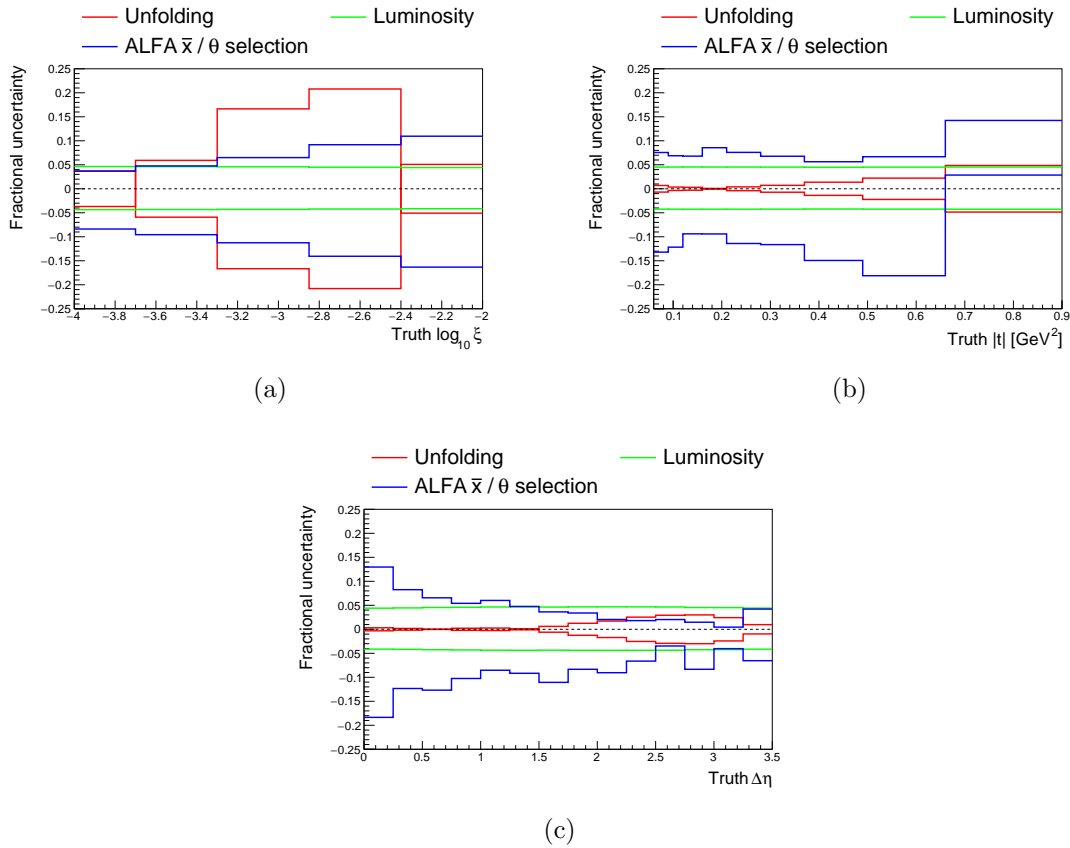 Unfolding Luminosity
ALFA x̄ / θ selection
Fractional uncertainty
0.25
0.2
0.15
0.1
0.05
0
−0.05
−0.1
−0.15
−0.2
−0.25
−4 −3.8 −3.6 −3.4 −3.2 −3 −2.8 −2.6 −2.4 −2.2 −2
Truth log₁₀ ξ
(a)
Unfolding Luminosity
ALFA x̄ / θ selection
Fractional uncertainty
0.25
0.2
0.15
0.1
0.05
0
−0.05
−0.1
−0.15
−0.2
−0.25
0.1 0.2 0.3 0.4 0.5 0.6 0.7 0.8 0.9
Truth |t| [GeV²]
(b)
Unfolding Luminosity
ALFA x̄ / θ selection
Fractional uncertainty
0.25
0.2
0.15
0.1
0.05
0
−0.05
−0.1
−0.15
−0.2
−0.25
0 0.5 1 1.5 2 2.5 3 3.5
Truth Δη
(c)